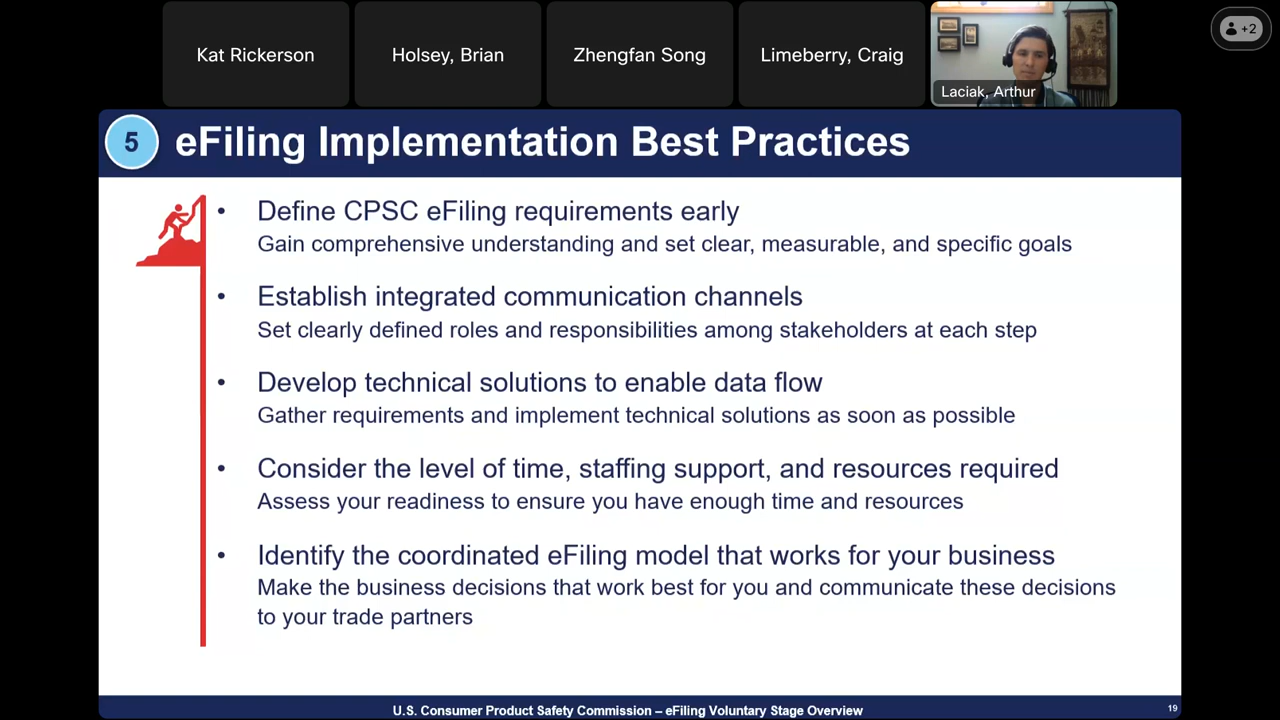 Kat Rickerson
Holsey, Brian
Zhengfan Song
Limeberry, Craig
Laciak, Arthur
+2
5
eFiling Implementation Best Practices
• Define CPSC eFiling requirements early
Gain comprehensive understanding and set clear, measurable, and specific goals
• Establish integrated communication channels
Set clearly defined roles and responsibilities among stakeholders at each step
• Develop technical solutions to enable data flow
Gather requirements and implement technical solutions as soon as possible
• Consider the level of time, staffing support, and resources required
Assess your readiness to ensure you have enough time and resources
• Identify the coordinated eFiling model that works for your business
Make the business decisions that work best for you and communicate these decisions
to your trade partners
U.S. Consumer Product Safety Commission – eFiling Voluntary Stage Overview
19